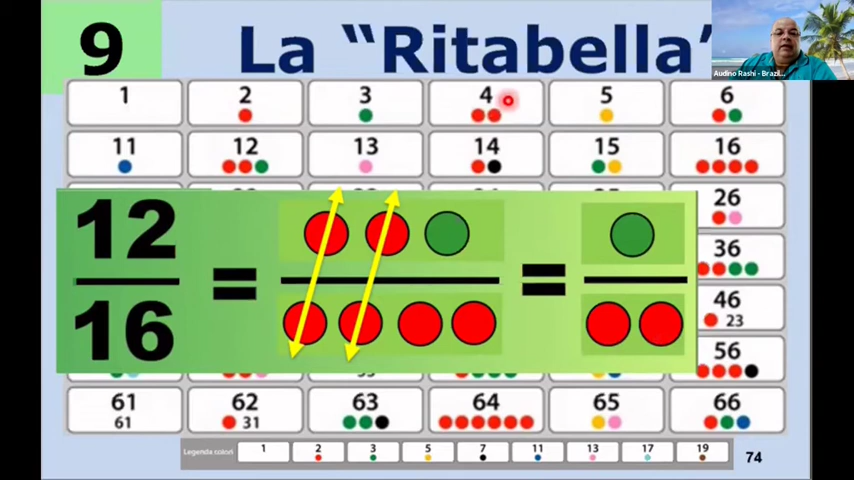 9 La “Ritabella”
Audino Rashi - Brazil...
1 2 3 4 5 6
11 12 13 14 15 16
26
36
46
23
56
12
16
=
=
61 62 63 64 65 66
61 31
Legenda colori 1 2 3 5 7 11 13 17 19
74